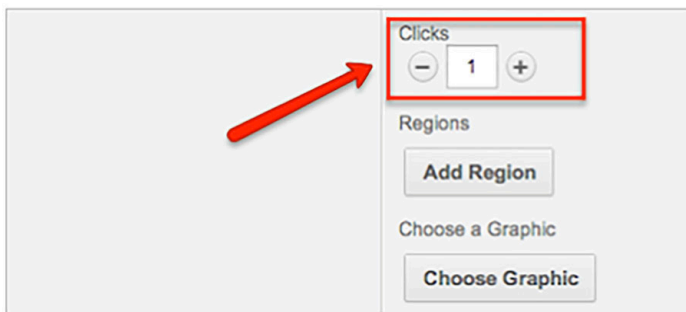 Clicks
1
Regions
Add Region
Choose a Graphic
Choose Graphic